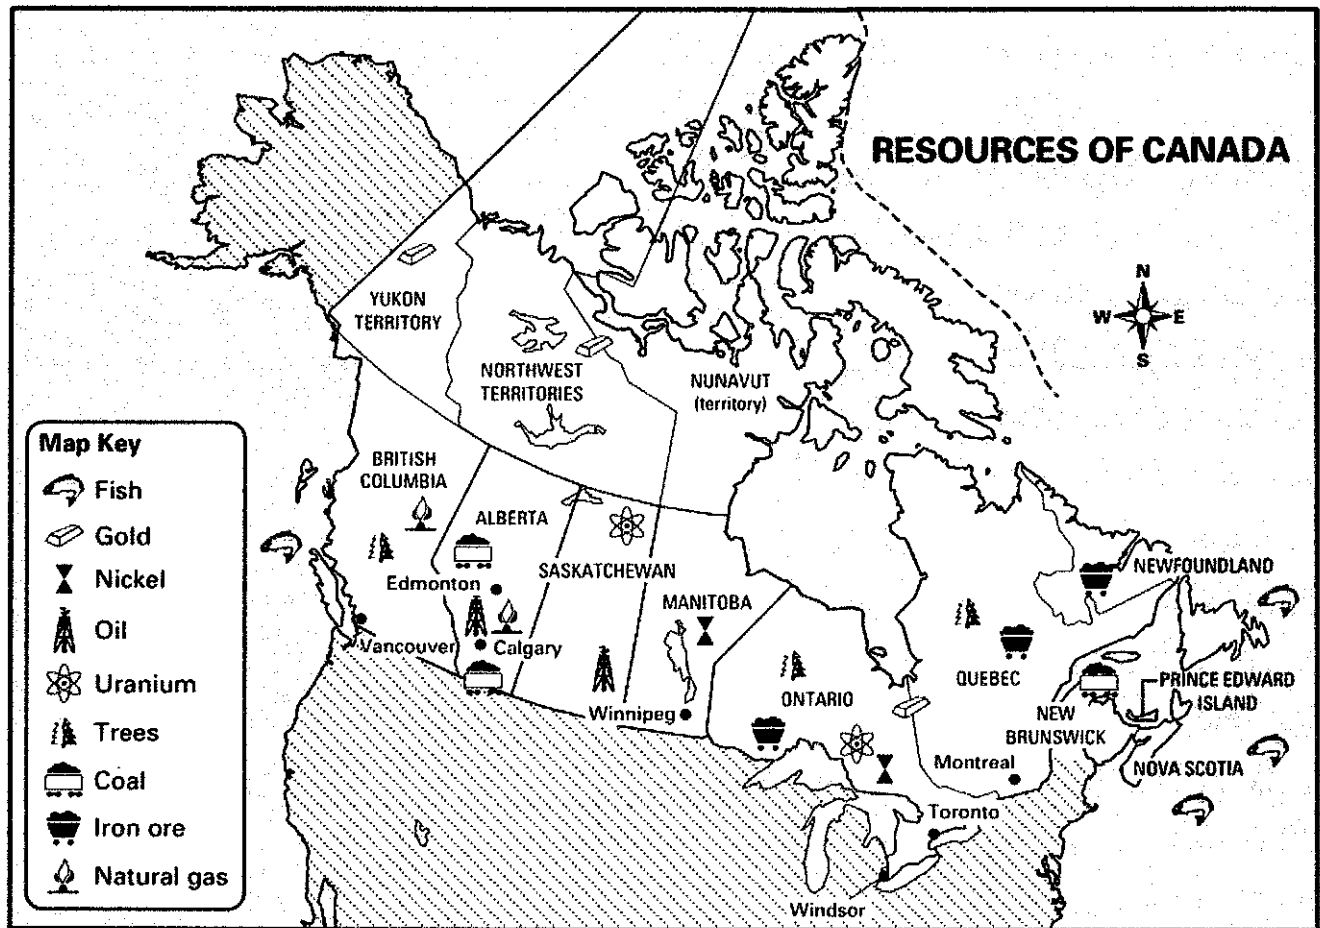 RESOURCES OF CANADA
N
W E
S
YUKON
TERRITORY
NORTHWEST
TERRITORIES
NUNAVUT
(territory)
Map Key
Fish
Gold
Nickel
Oil
Uranium
Trees
Coal
Iron ore
Natural gas
BRITISH
COLUMBIA
ALBERTA
Edmonton
SASKATCHEWAN
MANITOBA
Vancouver
Calgary
Winnipeg
ONTARIO
QUEBEC
NEWFOUNDLAND
PRINCE EDWARD
ISLAND
NEW
BRUNSWICK
NOVA SCOTIA
Montreal
Toronto
Windsor